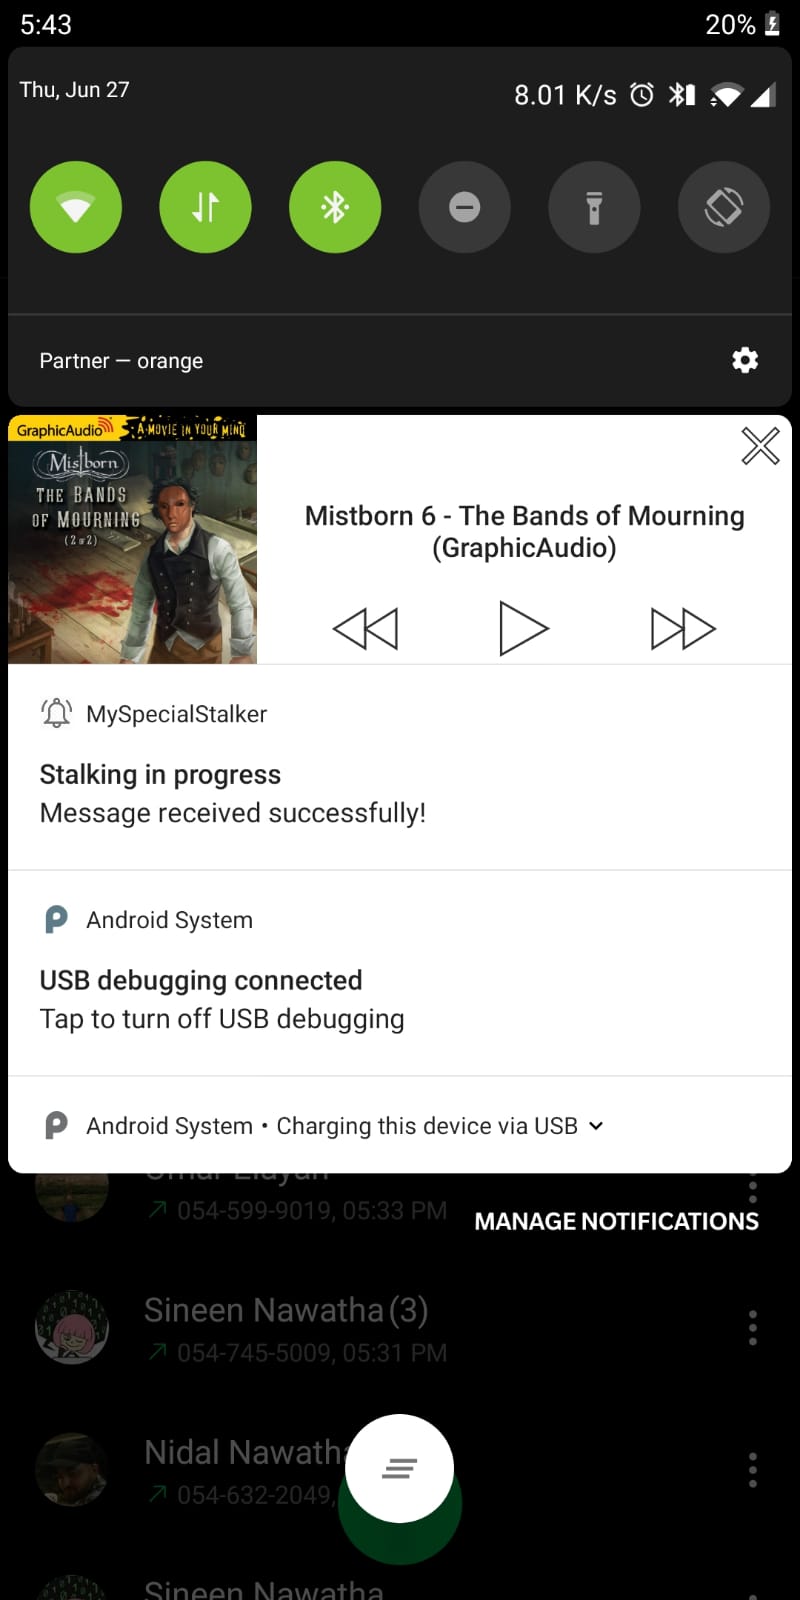 5:43
20%
Thu, Jun 27
8.01 K/s
Partner — orange
GraphicAudio A MOVIE IN YOUR MIND
Mistborn
THE BANDS
OF MOURNING
(2 of 2)
Mistborn 6 - The Bands of Mourning
(GraphicAudio)
MySpecialStalker
Stalking in progress
Message received successfully!
Android System
USB debugging connected
Tap to turn off USB debugging
Android System • Charging this device via USB
054-599-9019, 05:33 PM
MANAGE NOTIFICATIONS
Sineen Nawatha (3)
054-745-5009, 05:31 PM
Nidal Nawatha
054-632-2049,
Sineen Nawatha